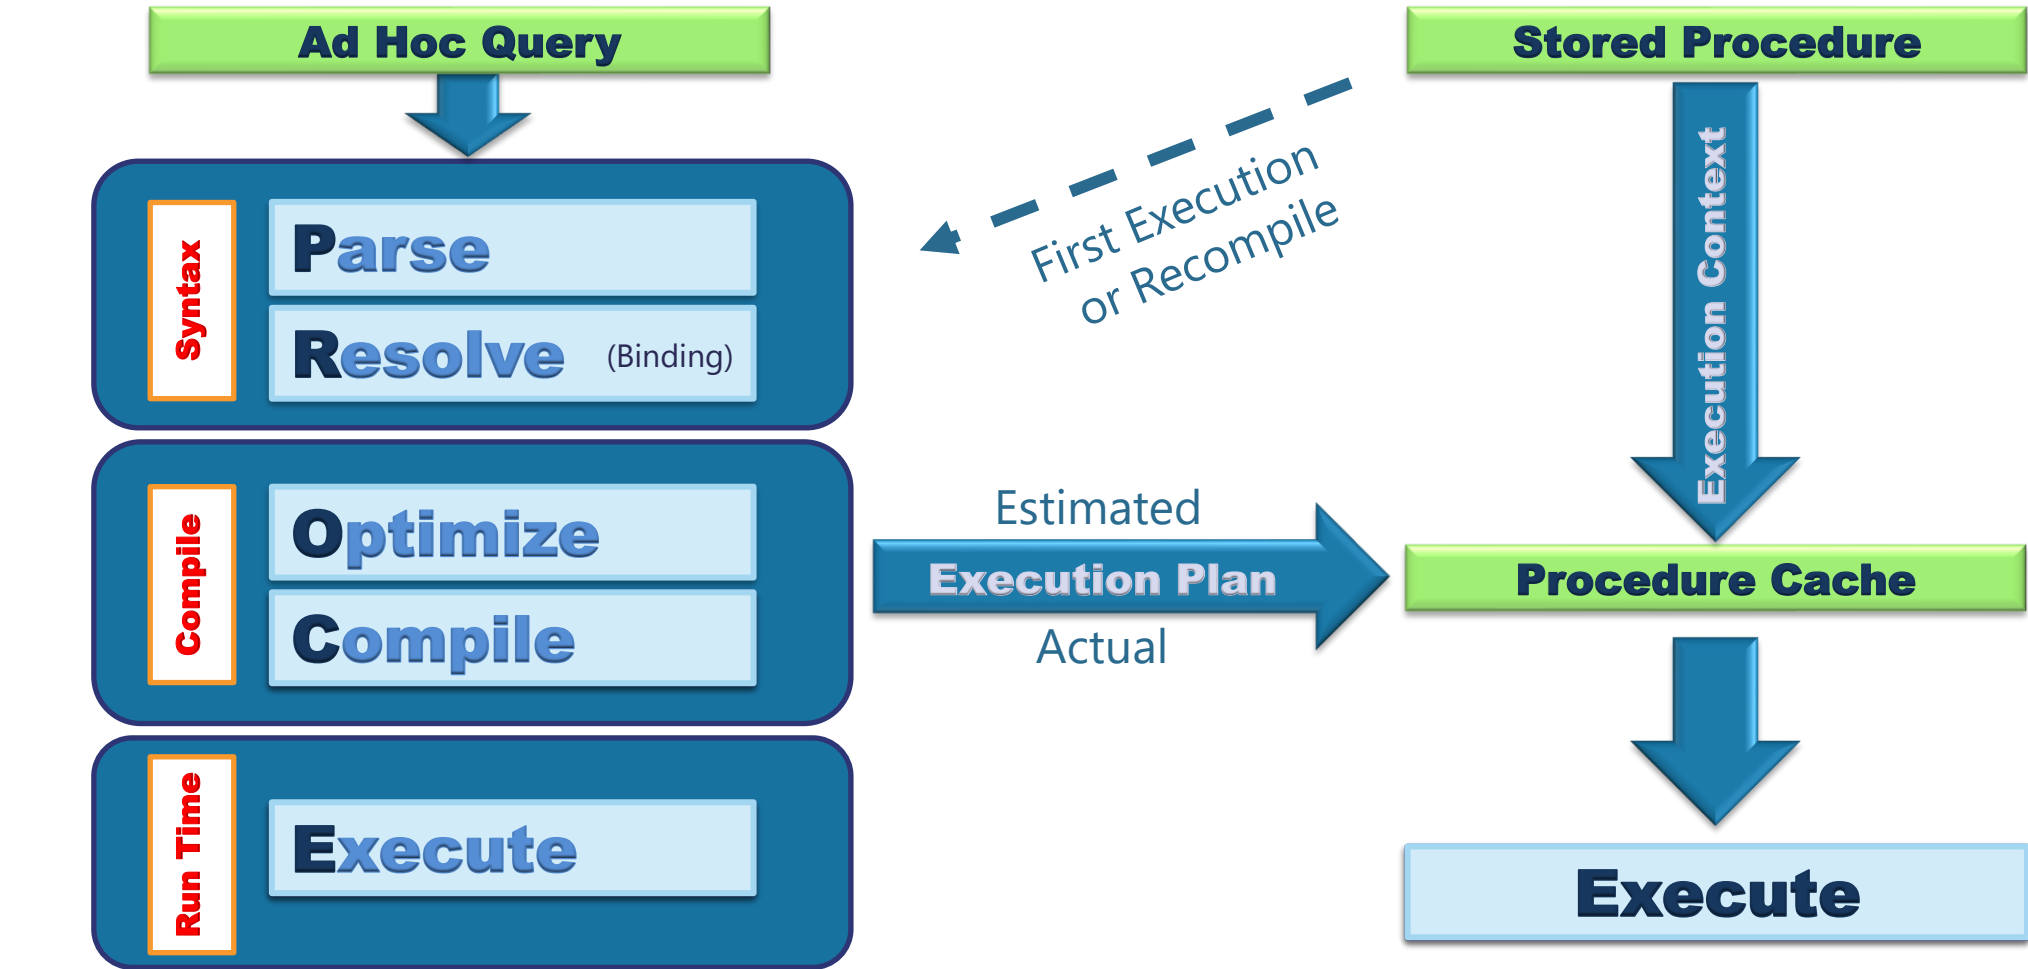 Ad Hoc Query
Stored Procedure
Syntax
Parse
Resolve (Binding)
First Execution
or Recompile
Execution Context
Compile
Optimize
Compile
Estimated
Execution Plan
Actual
Procedure Cache
Run Time
Execute
Execute